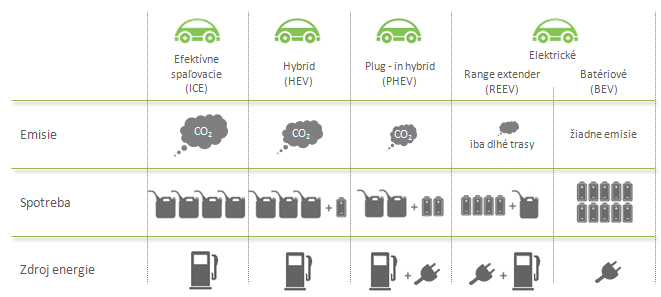 Elektrické
Efektívne
spaľovacie
(ICE)
Hybrid
(HEV)
Plug - in hybrid
(PHEV)
Range extender
(REEV)
Batériové
(BEV)
Emisie
CO2
CO2
CO2
iba dlhé trasy
žiadne emisie
Spotreba
+
+
+
Zdroj energie
+
+